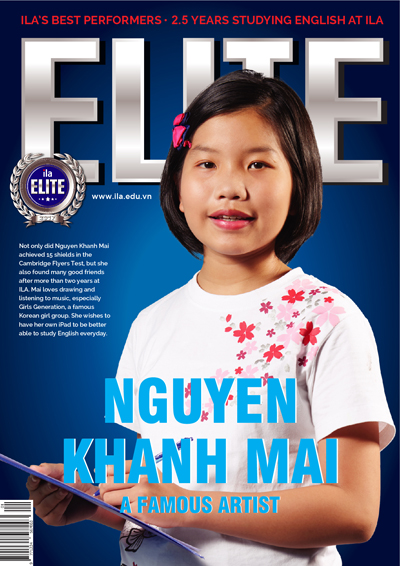 ILA'S BEST PERFORMERS · 2.5 YEARS STUDYING ENGLISH AT ILA
ELITE
ila
ELITE
www.ila.edu.vn
Not only did Nguyen Khanh Mai
achieved 15 shields in the
Cambridge Flyers Test, but she
also found many good friends
after more than two years at
ILA. Mai loves drawing and
listening to music, especially
Girls Generation, a famous
Korean girl group. She wishes to
have her own iPad to be better
able to study English everyday.
NGUYEN
KHANH MAI
A FAMOUS ARTIST